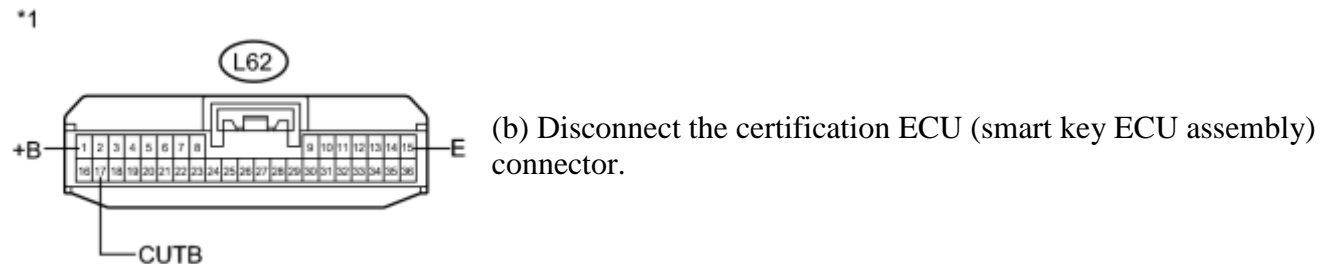 *1
L62
(b) Disconnect the certification ECU (smart key ECU assembly)
connector.
+B
1 2 3 4 5 6 7 8 9 10 11 12 13 14 15
E
16 17 18 19 20 21 22 23 24 25 26 27 28 29 30 31 32 33 34 35 36
CUTB